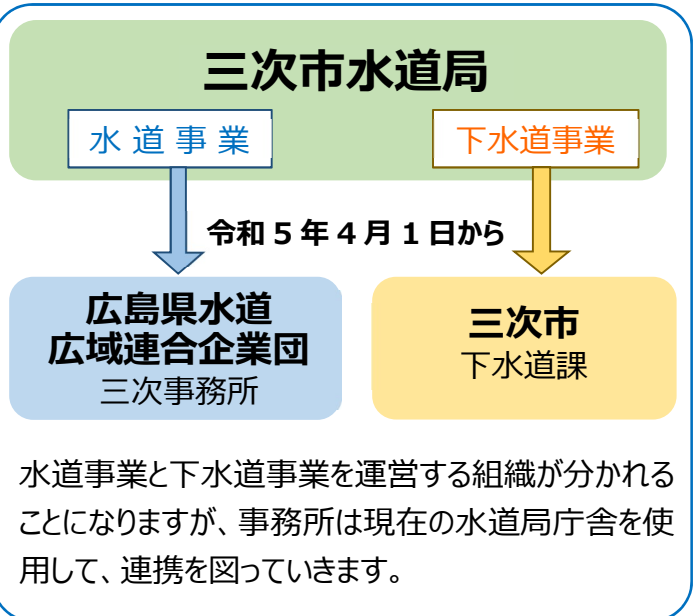 三次市水道局
水道事業
下水道事業
令和5年4月1日から
広島県水道
広域連合企業団
三次事務所
三次市
下水道課
水道事業と下水道事業を運営する組織が分かれる
ことになりますが、事務所は現在の水道局庁舎を使
用して、連携を図っていきます。